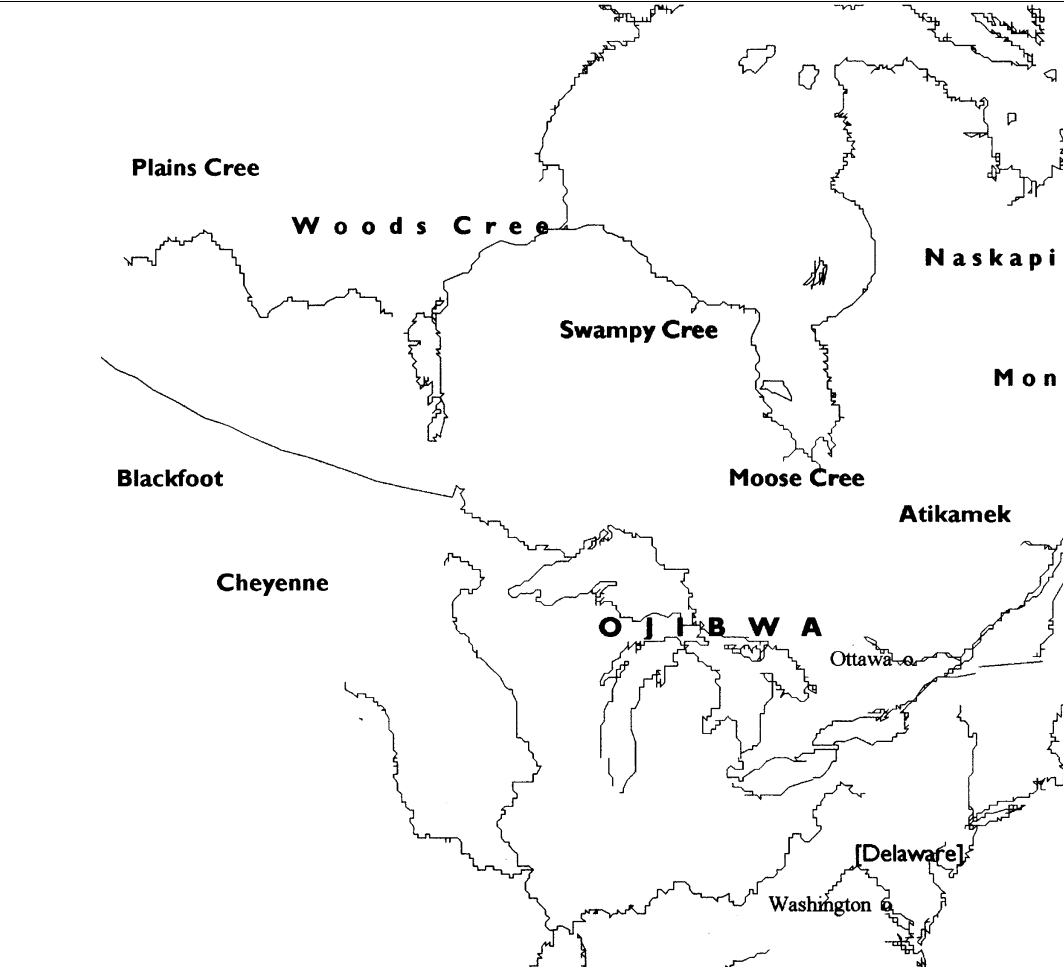 Plains Cree
Woods Cree
Naskapi
Swampy Cree
Mon
Blackfoot
Moose Cree
Atikamek
Cheyenne
OJIBWA
Ottawa
[Delaware]
Washington